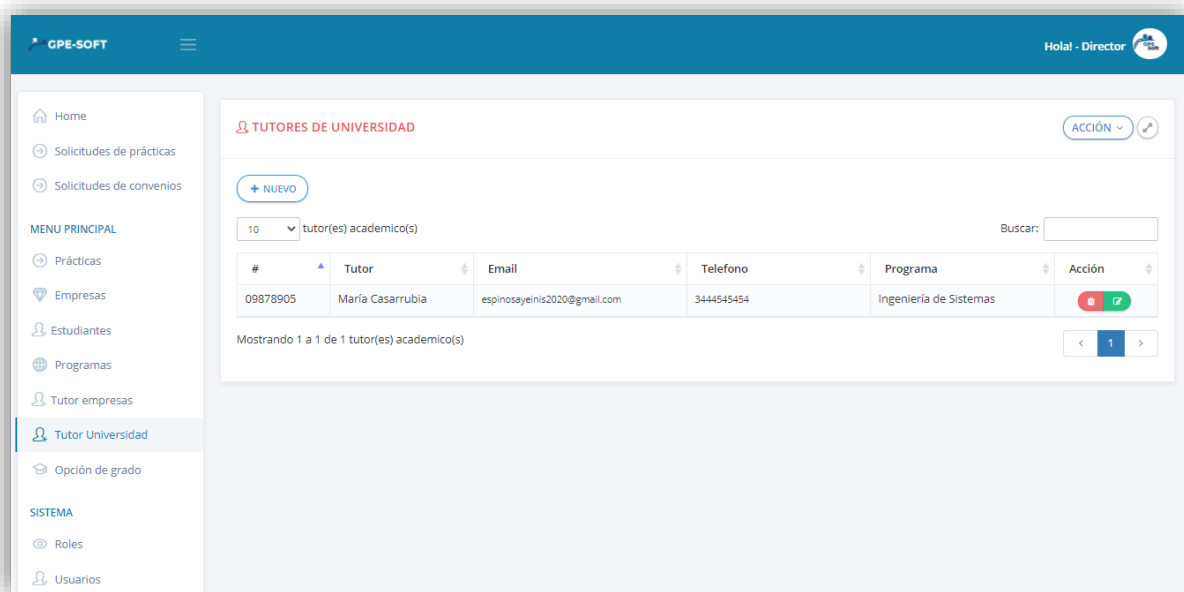 GPE-SOFT
Hola! - Director
GPE
Soft
Home
Solicitudes de prácticas
Solicitudes de convenios
MENU PRINCIPAL
Prácticas
Empresas
Estudiantes
Programas
Tutor empresas
Tutor Universidad
Opción de grado
SISTEMA
Roles
Usuarios
TUTORES DE UNIVERSIDAD
ACCIÓN
+ NUEVO
10 tutor(es) academico(s)
Buscar:
# Tutor Email Telefono Programa Acción
09878905 María Casarrubia espinosayeinis2020@gmail.com 3444545454 Ingeniería de Sistemas
Mostrando 1 a 1 de 1 tutor(es) academico(s)
< 1 >